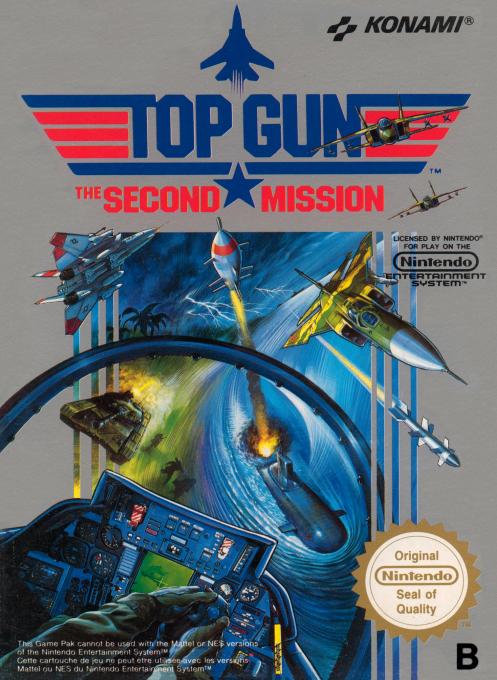 KONAMI®
TOP GUN
™
THE SECOND MISSION
LICENSED BY NINTENDO®
FOR PLAY ON THE
Nintendo
ENTERTAINMENT
SYSTEM™
Original
Nintendo
Seal of
Quality
TM
This Game Pak cannot be used with the Mattel or NES versions
of the Nintendo Entertainment System™
Cette cartouche de jeu ne peut être utilisée avec les versions
Mattel ou NES du Nintendo Entertainment System™
B